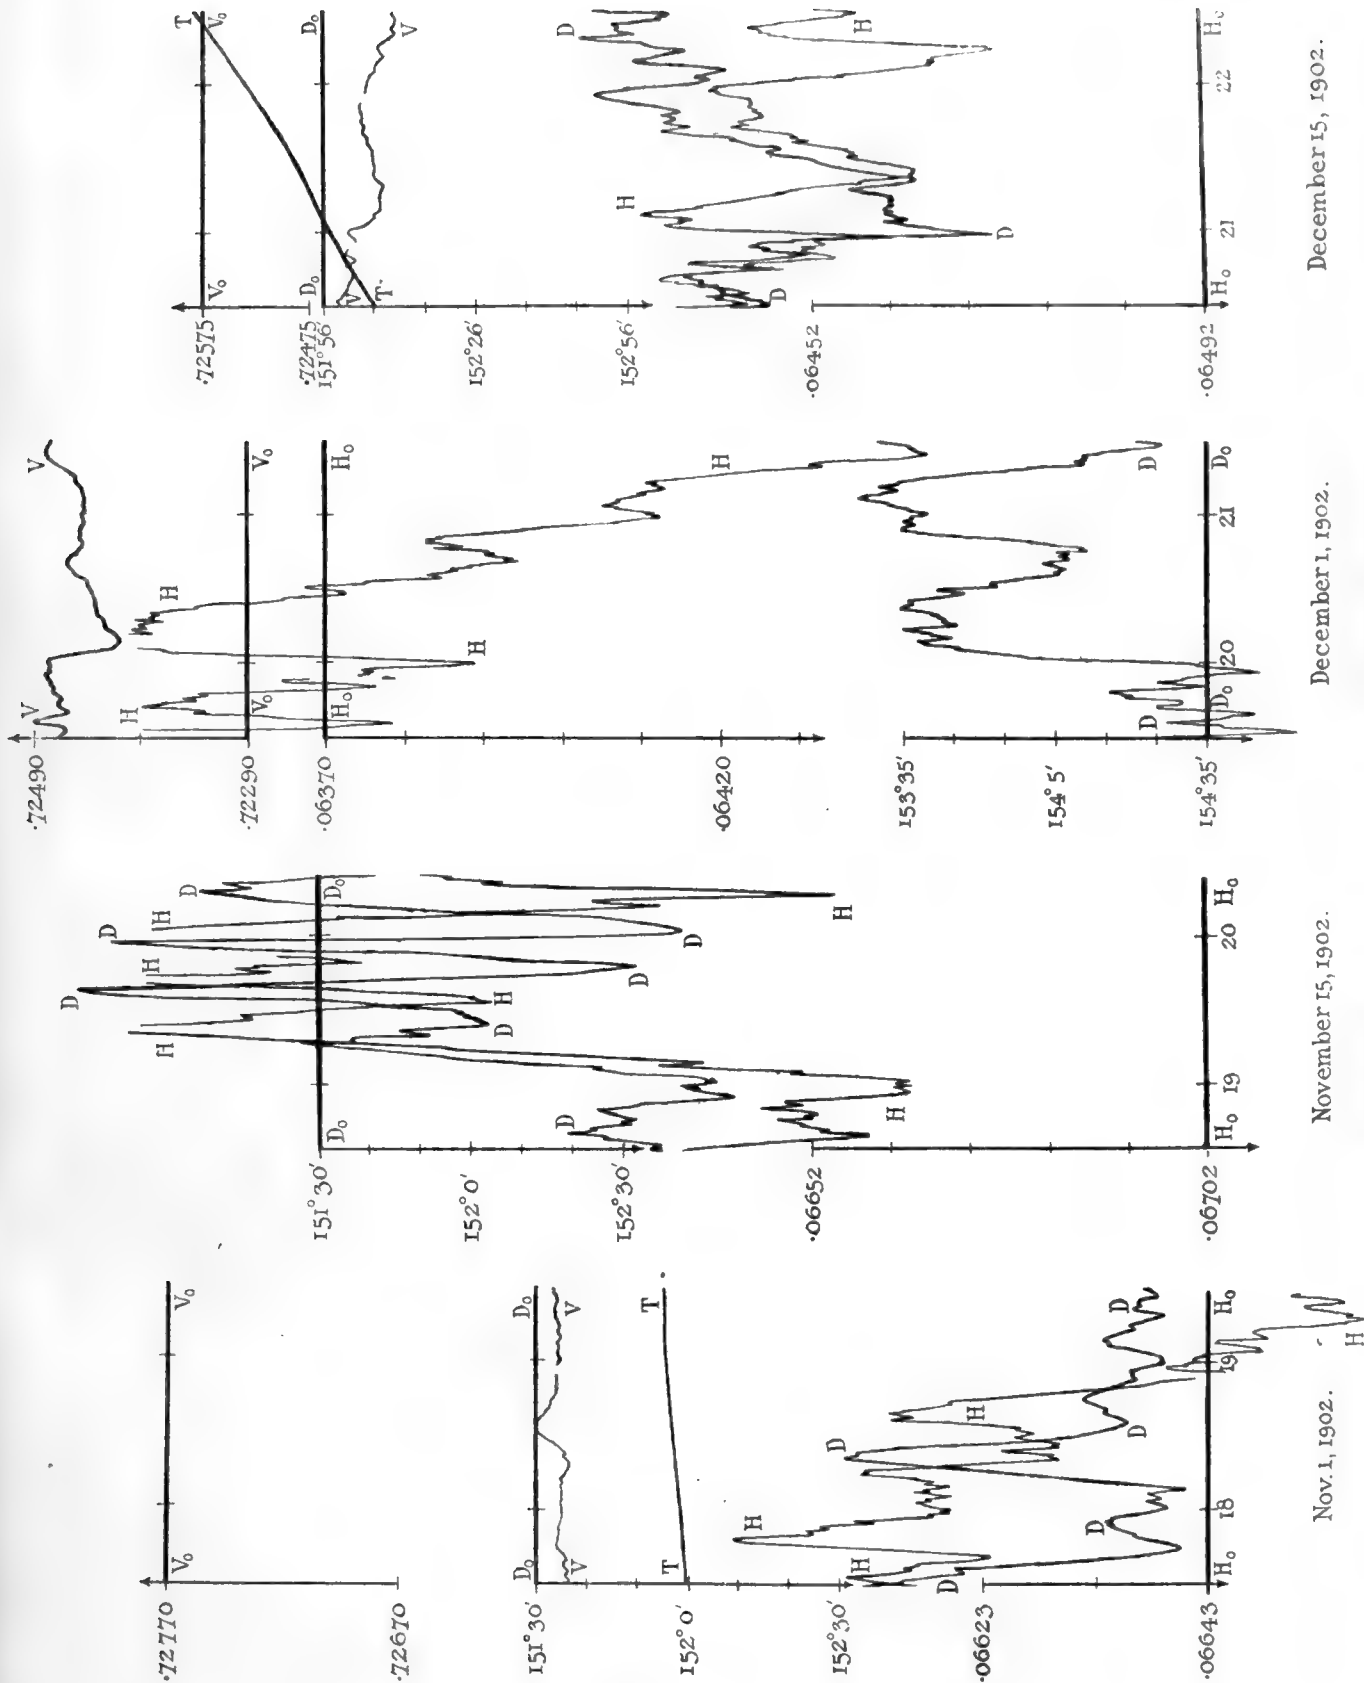 Nov. 1, 1902.
.72770
.72670
151° 30′
152° 0′
152° 30′
.06623
.06643
V₀
V₀
D₀
D₀
V
V
T
T
H
H
H
H
D
D
D
D
D
H₀
18
19
H₀
November 15, 1902.
151° 30′
152° 0′
152° 30′
.06652
.06702
D₀
D₀
D
D
D
D
D
D
D
H
H
H
H
H
H
H₀
19
20
H₀
December 1, 1902.
.72490
.72290
.06370
.06420
153° 35′
154° 5′
154° 35′
V
V
V₀
V₀
H₀
H₀
H
H
H
H
D
D
D₀
20
21
D₀
December 15, 1902.
.72575
.72475
151° 56′
152° 26′
152° 56′
.06452
.06492
V₀
T
V₀
D₀
D₀
V
V
T
D
D
D
H
H
H₀
21
22
H₀